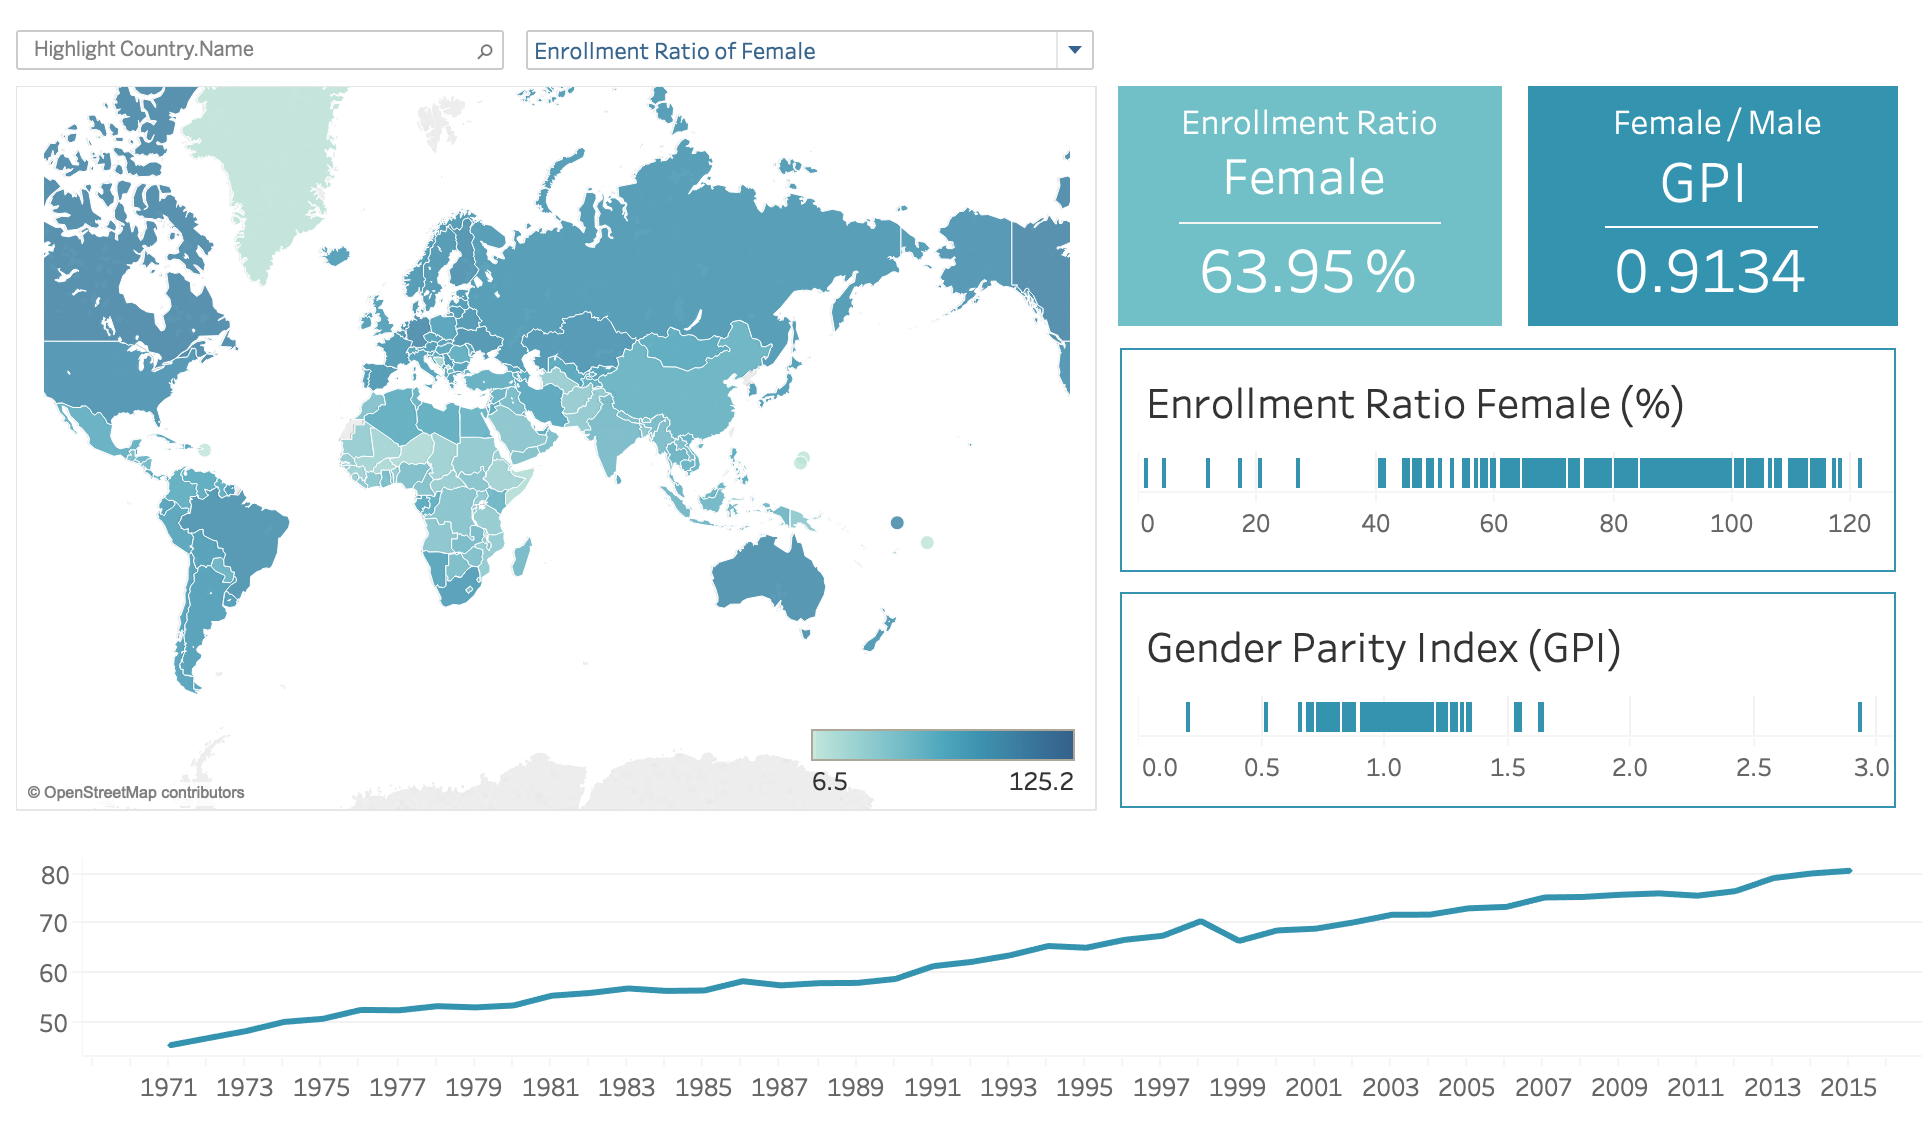 Highlight Country.Name
Enrollment Ratio of Female
Enrollment Ratio
Female
63.95 %
Female / Male
GPI
0.9134
Enrollment Ratio Female (%)
0 20 40 60 80 100 120
Gender Parity Index (GPI)
0.0 0.5 1.0 1.5 2.0 2.5 3.0
6.5 125.2
© OpenStreetMap contributors
80
70
60
50
1971 1973 1975 1977 1979 1981 1983 1985 1987 1989 1991 1993 1995 1997 1999 2001 2003 2005 2007 2009 2011 2013 2015